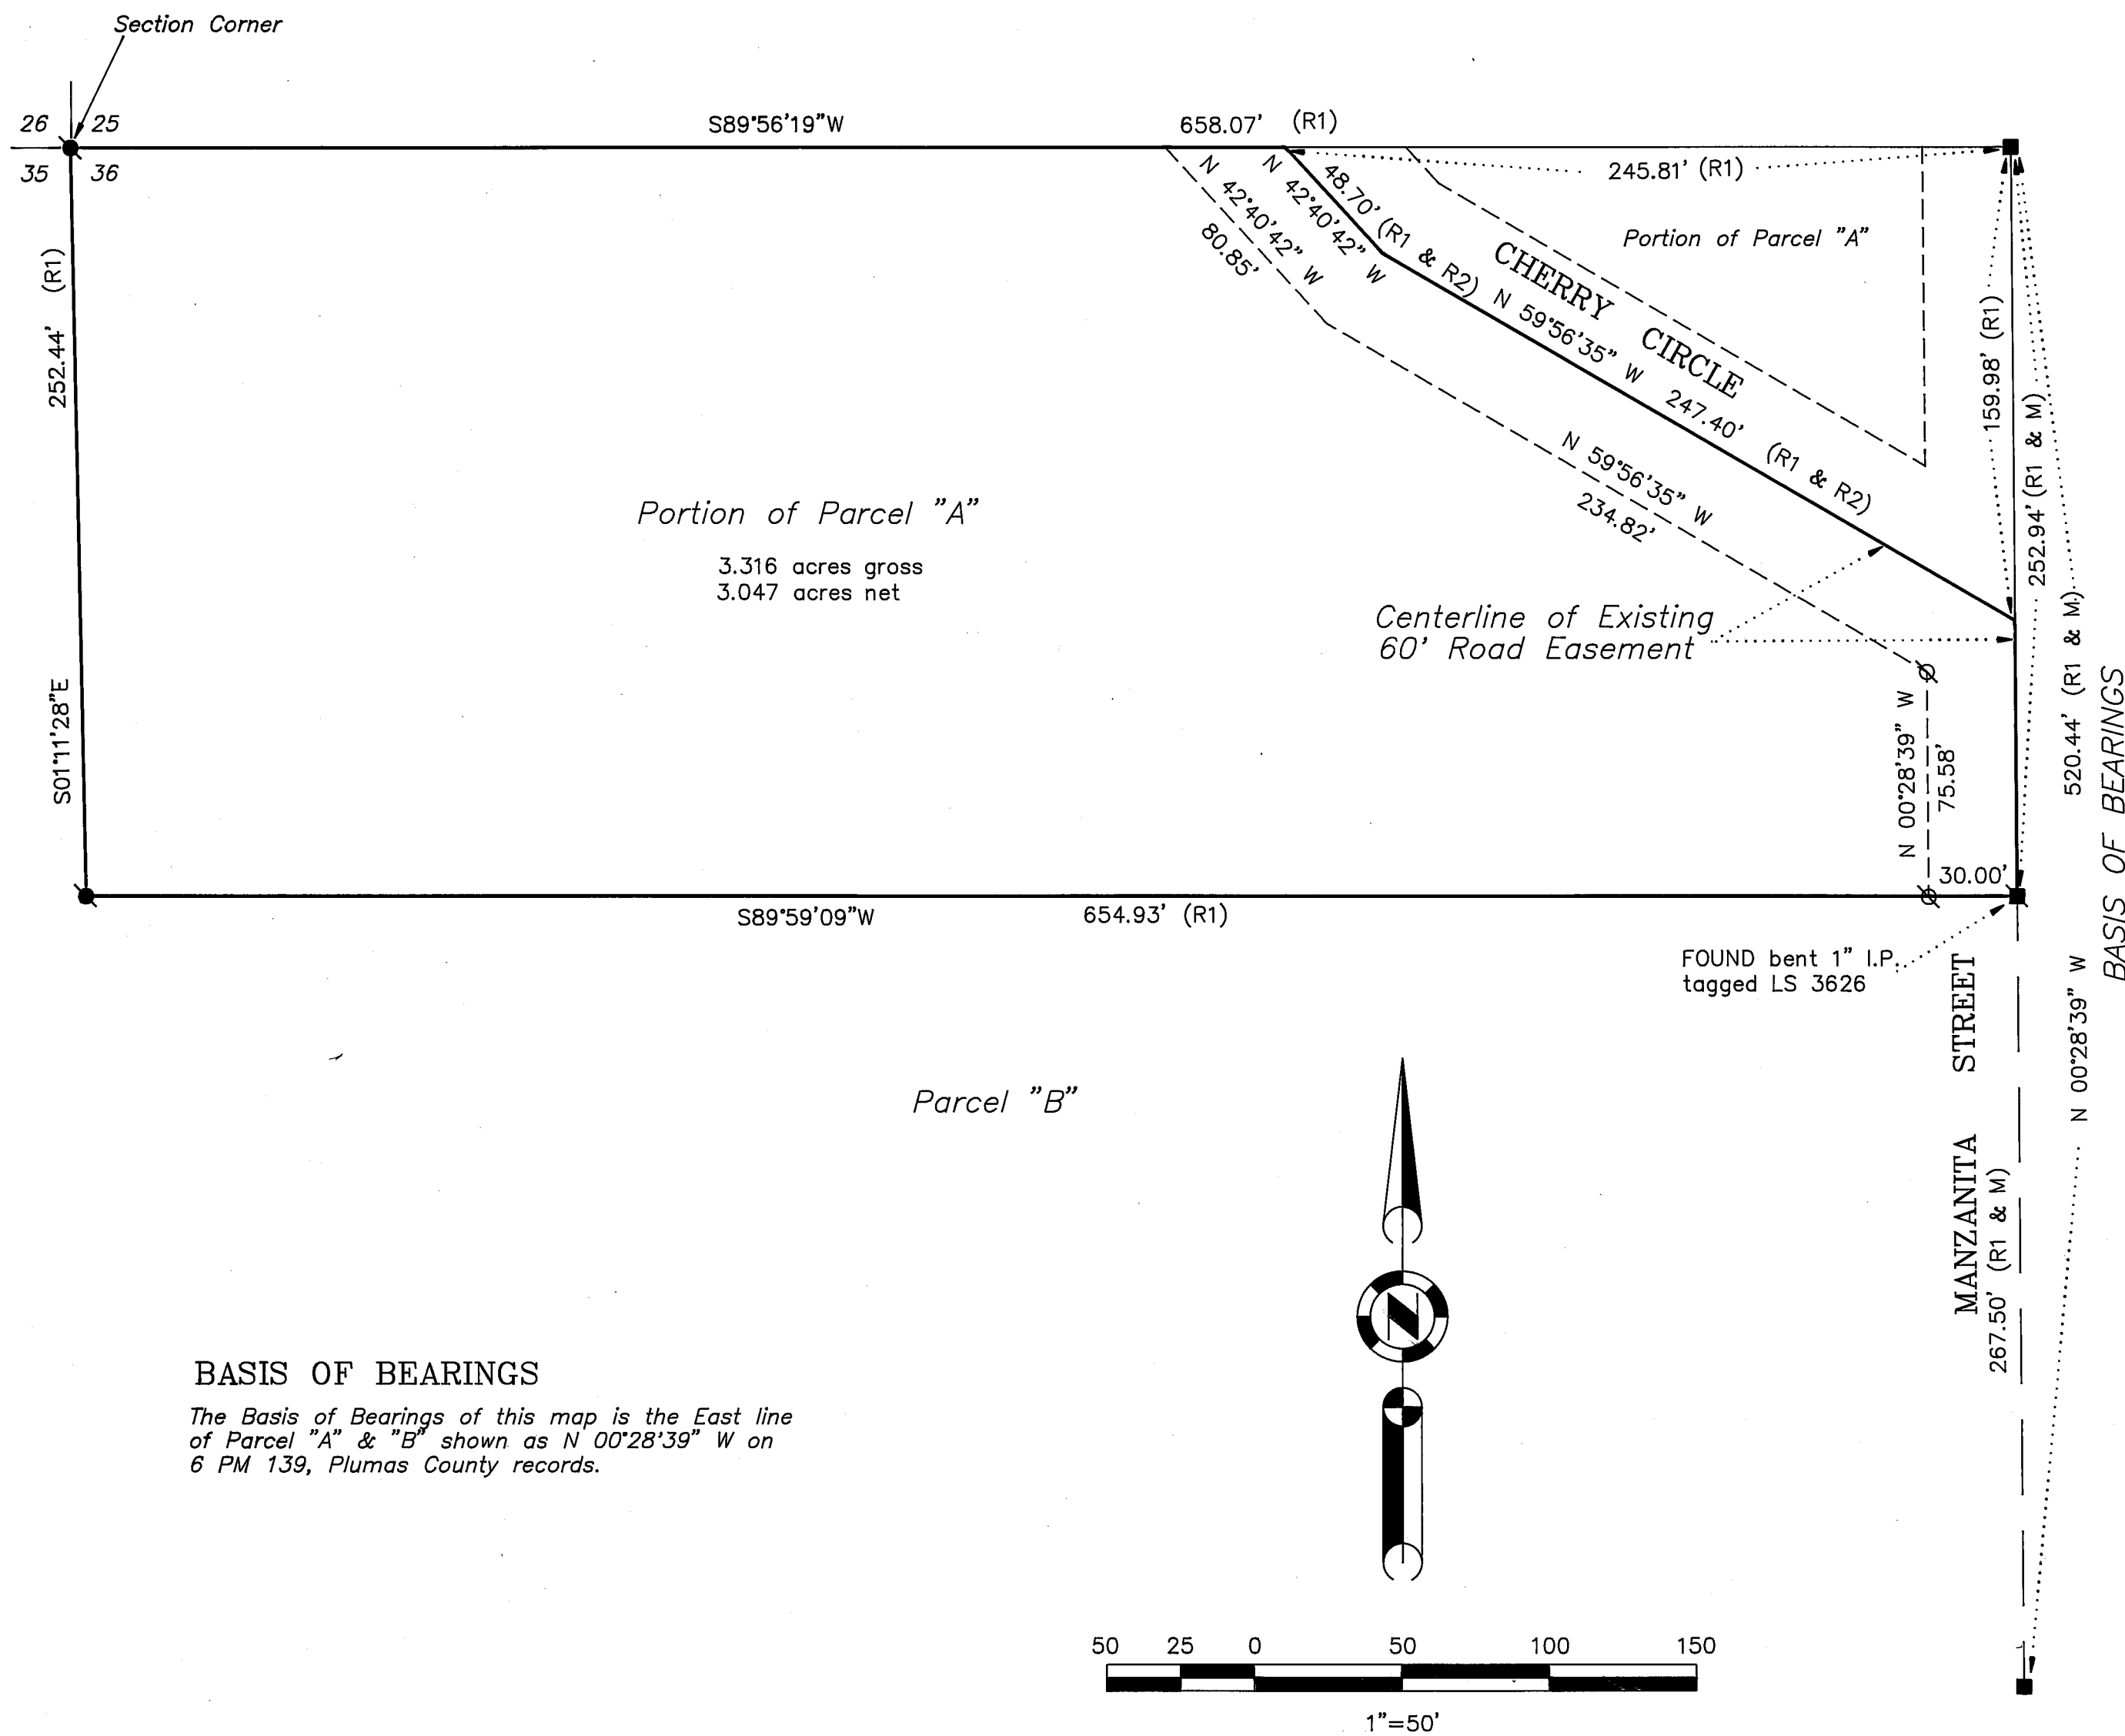 Section Corner
26 25
35 36
S89°56'19"W
658.07' (R1)
245.81' (R1)
N 42°40'42" W
80.85'
N 42°40'42" W
48.70' (R1 & R2)
CHERRY CIRCLE
Portion of Parcel "A"
N 59°56'35" W 247.40' (R1 & R2)
N 59°56'35" W
234.82'
159.98' (R1)
252.94' (R1 & M)
520.44' (R1 & M)
BASIS OF BEARINGS
N 00°28'39" W
252.44' (R1)
S01°11'28"E
Portion of Parcel "A"
3.316 acres gross
3.047 acres net
Centerline of Existing
60' Road Easement
N 00°28'39" W
75.58'
30.00'
S89°59'09"W
654.93' (R1)
FOUND bent 1" I.P.
tagged LS 3626
MANZANITA STREET
267.50' (R1 & M)
Parcel "B"
N
BASIS OF BEARINGS
The Basis of Bearings of this map is the East line
of Parcel "A" & "B" shown as N 00°28'39" W on
6 PM 139, Plumas County records.
50 25 0 50 100 150
1"=50'